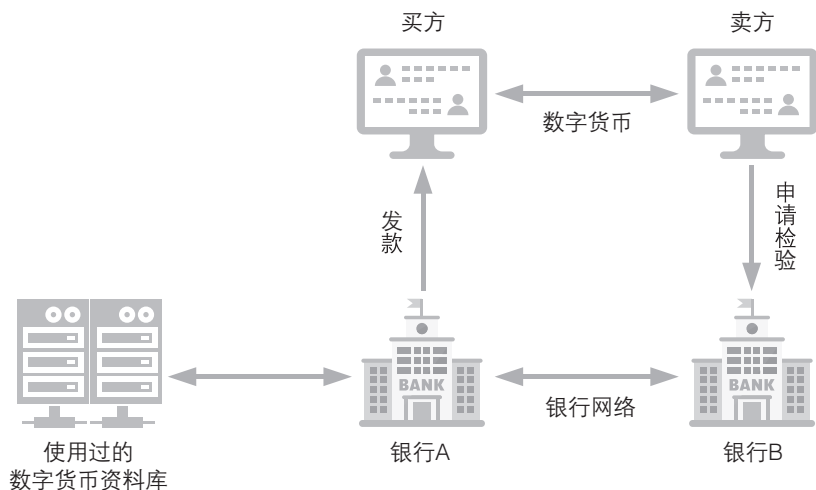 买方
卖方
数字货币
发款
申请检验
BANK
BANK
银行网络
使用过的
数字货币资料库
银行A
银行B